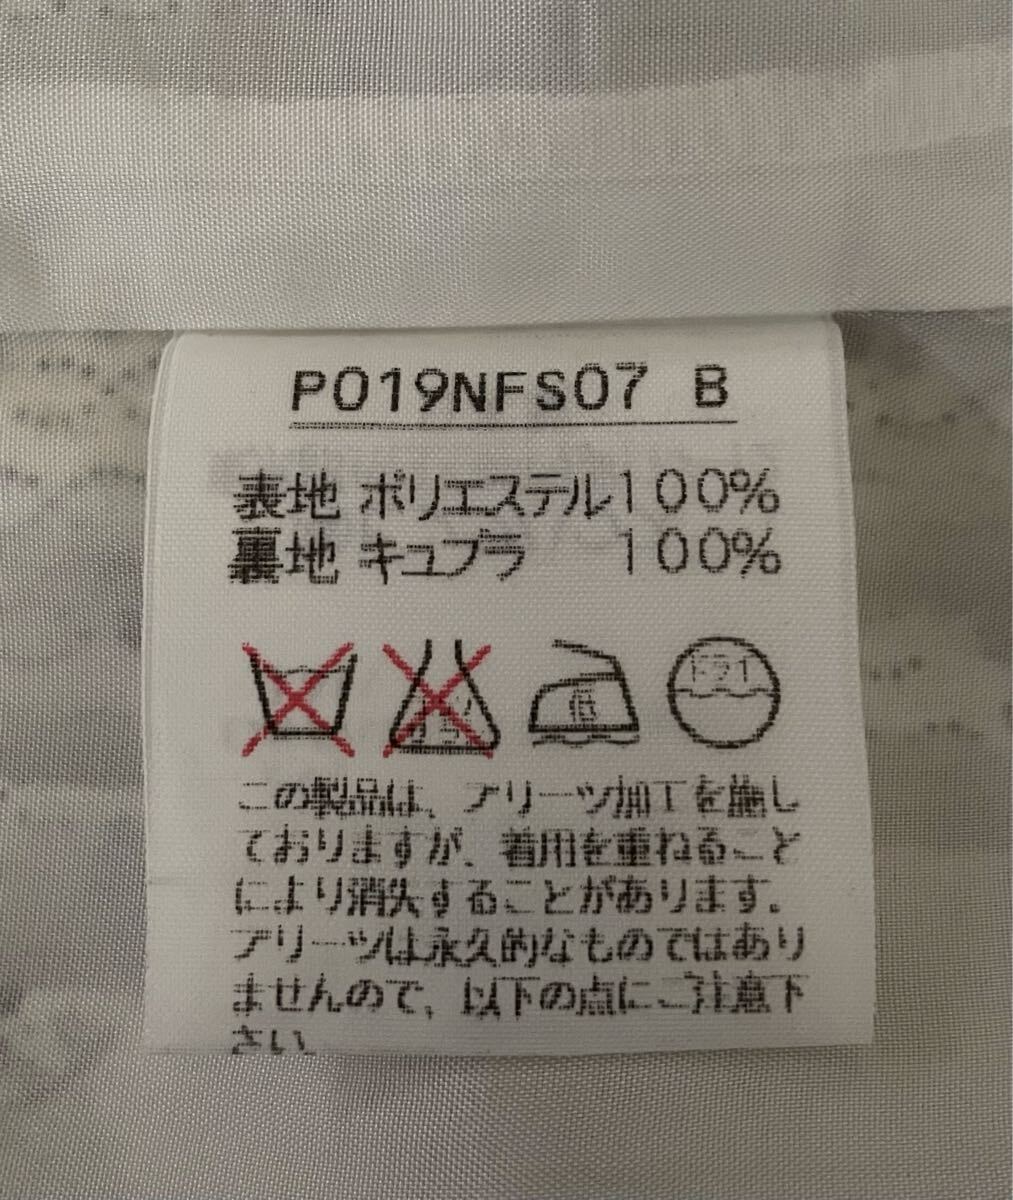 P019NFS07 B
表地 ポリエステル100%
裏地 キュプラ 100%
低 ドライ
この製品は、プリーツ加工を施し
ておりますが、着用を重ねること
により消失することがあります。
プリーツは永久的なものではあり
ませんので、以下の点にご注意下
さい